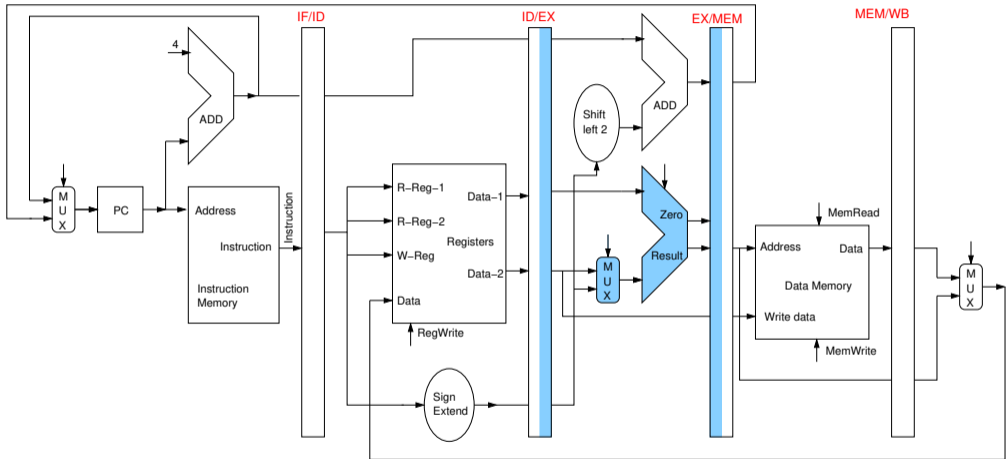 IF/ID
ID/EX
EX/MEM
MEM/WB
4
ADD
M
U
X
PC
Address
Instruction
Instruction
Memory
Instruction
R-Reg-1
R-Reg-2
W-Reg
Data
Registers
Data-1
Data-2
RegWrite
Sign
Extend
Shift
left 2
ADD
M
U
X
Zero
Result
MemRead
Address
Data
Data Memory
Write data
MemWrite
M
U
X